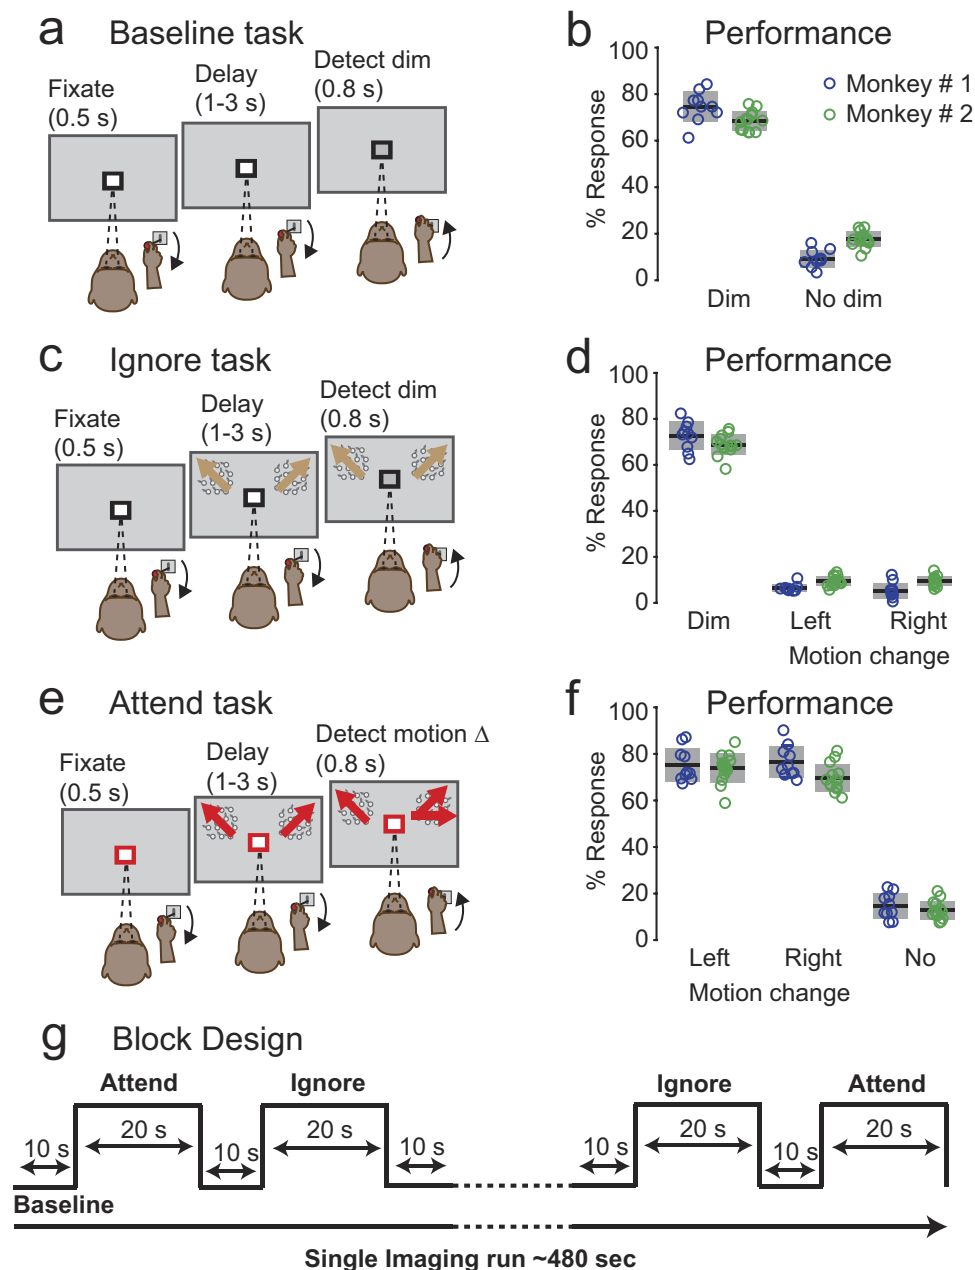 a Baseline task
Fixate
(0.5 s)
Delay
(1-3 s)
Detect dim
(0.8 s)
b Performance
100
80
60
40
20
0
% Response
Monkey # 1
Monkey # 2
Dim No dim
c Ignore task
Fixate
(0.5 s)
Delay
(1-3 s)
Detect dim
(0.8 s)
d Performance
100
80
60
40
20
0
% Response
Dim Left Right
Motion change
e Attend task
Fixate
(0.5 s)
Delay
(1-3 s)
Detect motion Δ
(0.8 s)
f Performance
100
80
60
40
20
0
% Response
Left Right No
Motion change
g Block Design
Attend Ignore Ignore Attend
10 s 20 s 10 s 20 s 10 s 10 s 20 s 10 s 20 s
Baseline
Single Imaging run ~480 sec